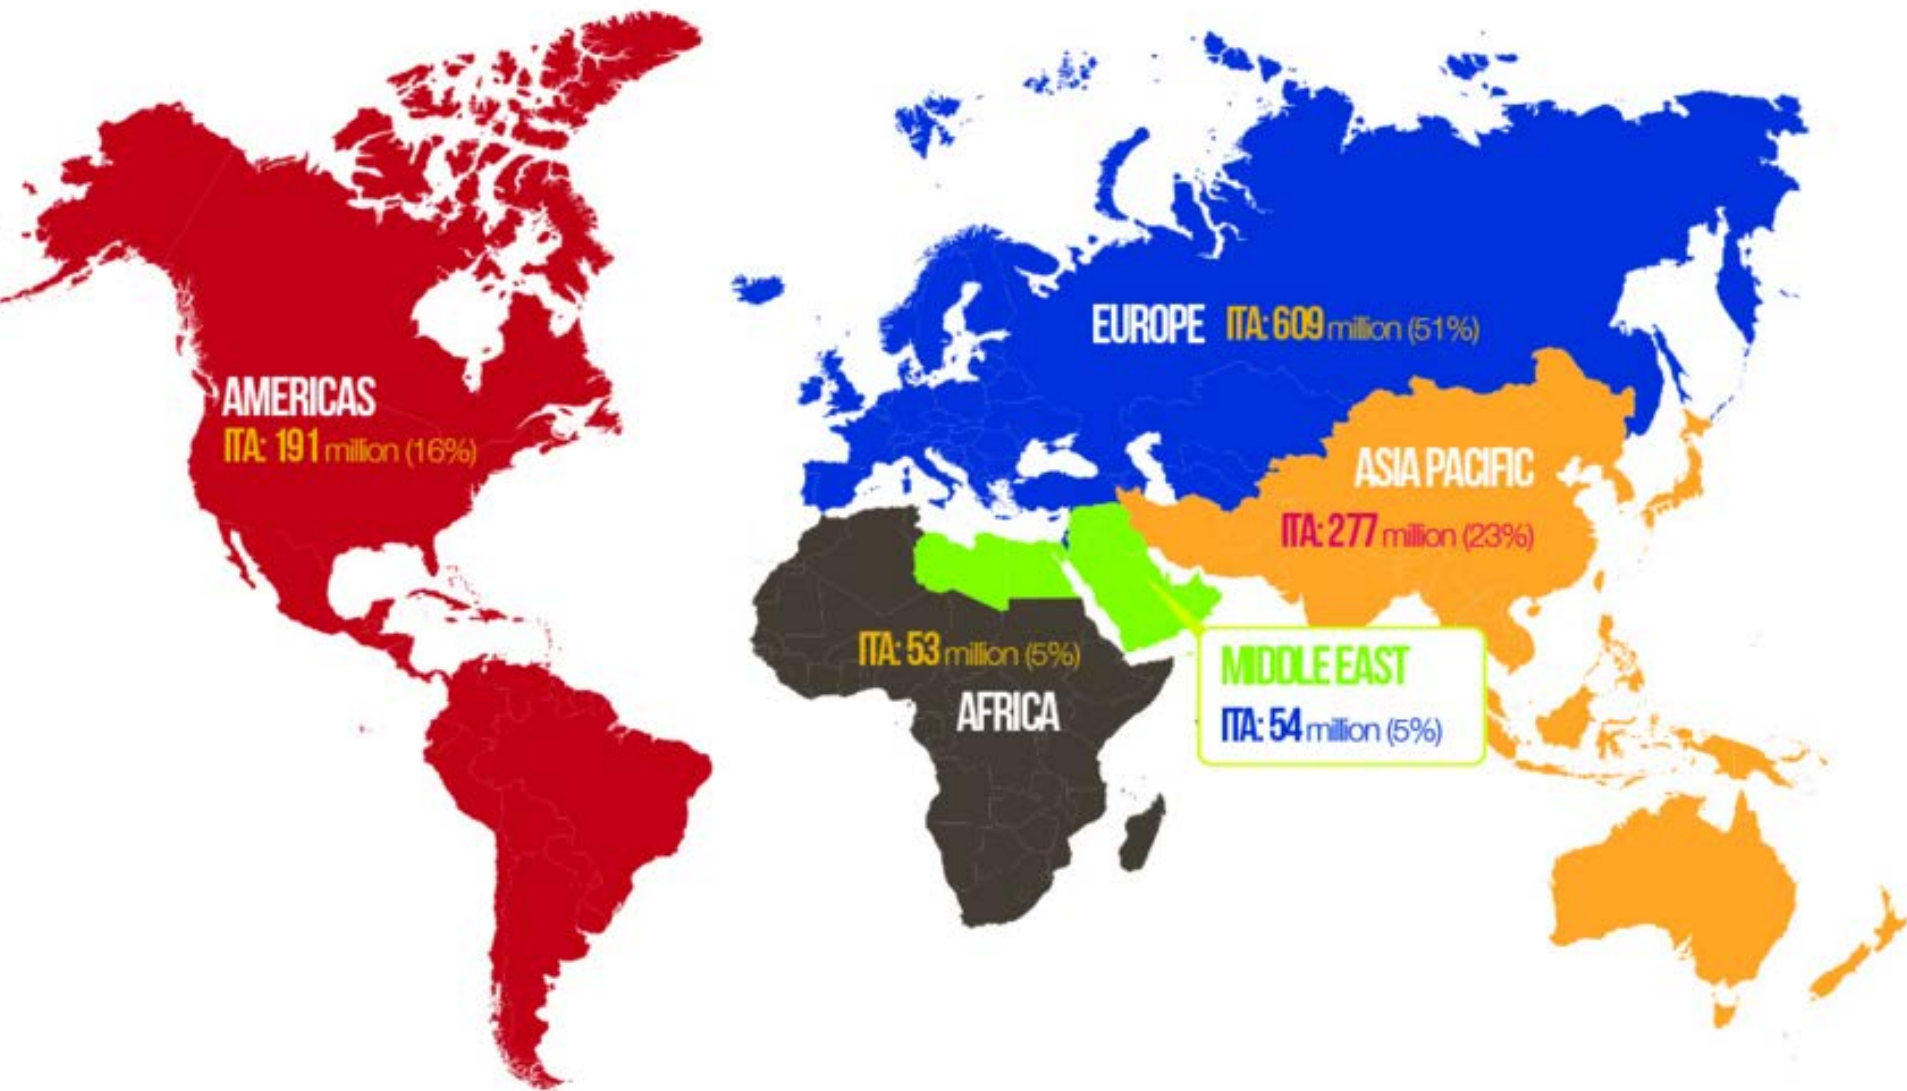 EUROPE ITA: 609 million (51%)
AMERICAS
ITA: 191 million (16%)
ASIA PACIFIC
ITA: 277 million (23%)
ITA: 53 million (5%)
AFRICA
MIDDLE EAST
ITA: 54 million (5%)